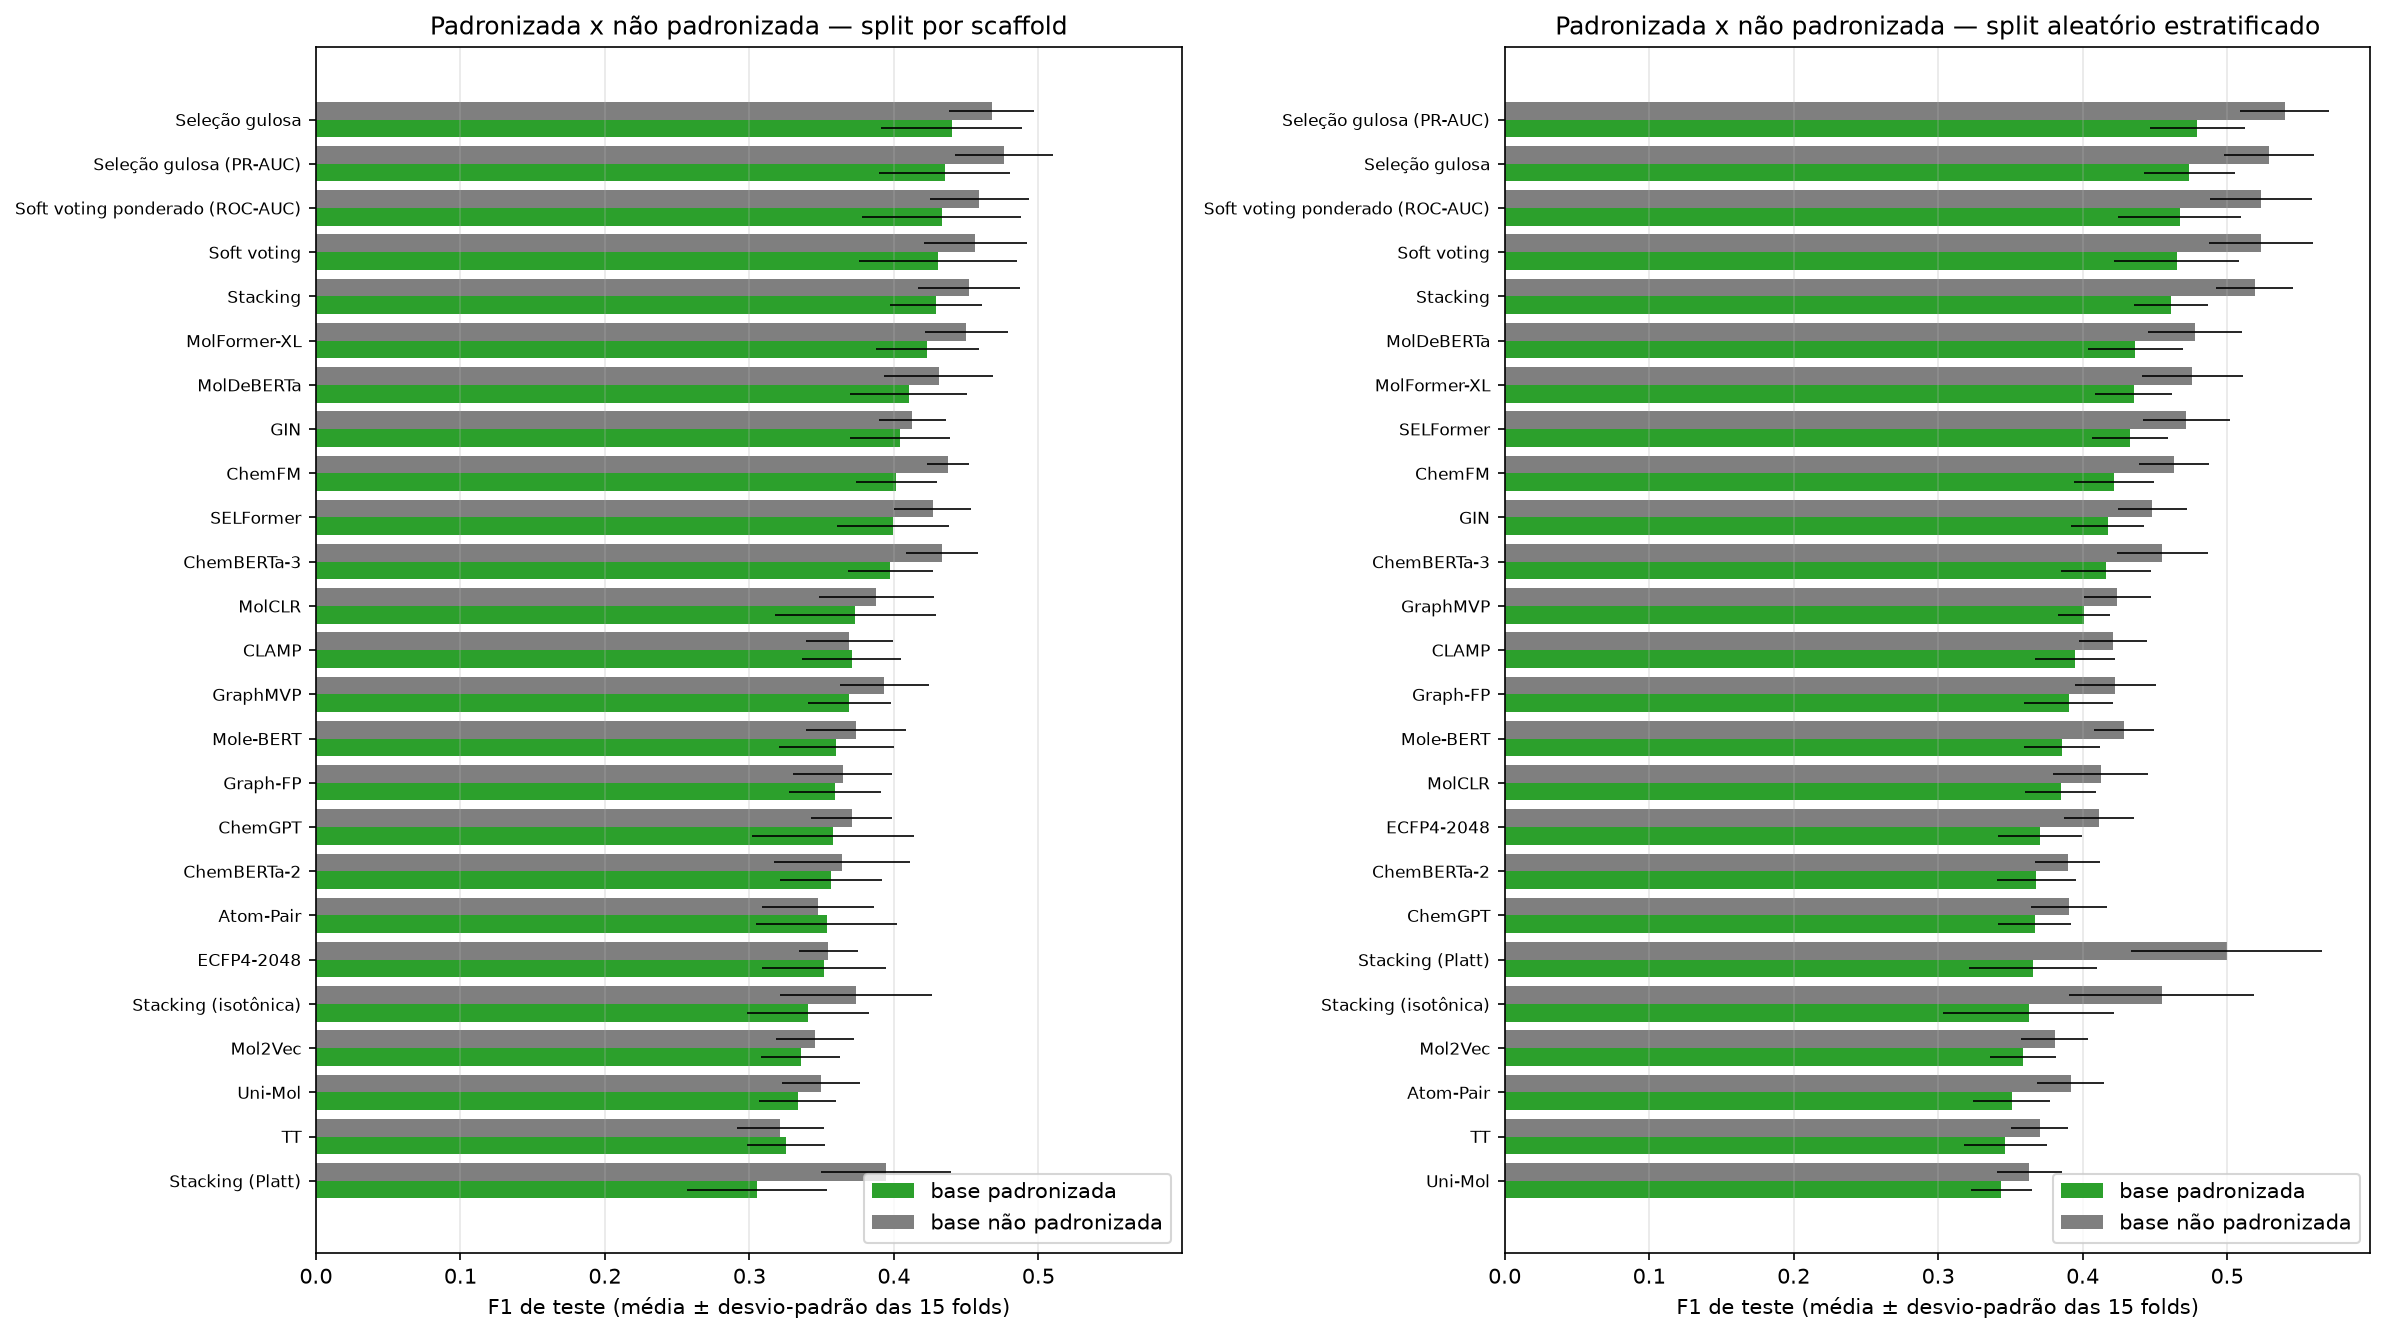 Padronizada x não padronizada — split por scaffold
Seleção gulosa
Seleção gulosa (PR-AUC)
Soft voting ponderado (ROC-AUC)
Soft voting
Stacking
MolFormer-XL
MolDeBERTa
GIN
ChemFM
SELFormer
ChemBERTa-3
MolCLR
CLAMP
GraphMVP
Mole-BERT
Graph-FP
ChemGPT
ChemBERTa-2
Atom-Pair
ECFP4-2048
Stacking (isotônica)
Mol2Vec
Uni-Mol
TT
Stacking (Platt)
base padronizada
base não padronizada
0.0 0.1 0.2 0.3 0.4 0.5
F1 de teste (média ± desvio-padrão das 15 folds)
Padronizada x não padronizada — split aleatório estratificado
Seleção gulosa (PR-AUC)
Seleção gulosa
Soft voting ponderado (ROC-AUC)
Soft voting
Stacking
MolDeBERTa
MolFormer-XL
SELFormer
ChemFM
GIN
ChemBERTa-3
GraphMVP
CLAMP
Graph-FP
Mole-BERT
MolCLR
ECFP4-2048
ChemBERTa-2
ChemGPT
Stacking (Platt)
Stacking (isotônica)
Mol2Vec
Atom-Pair
TT
Uni-Mol
base padronizada
base não padronizada
0.0 0.1 0.2 0.3 0.4 0.5
F1 de teste (média ± desvio-padrão das 15 folds)